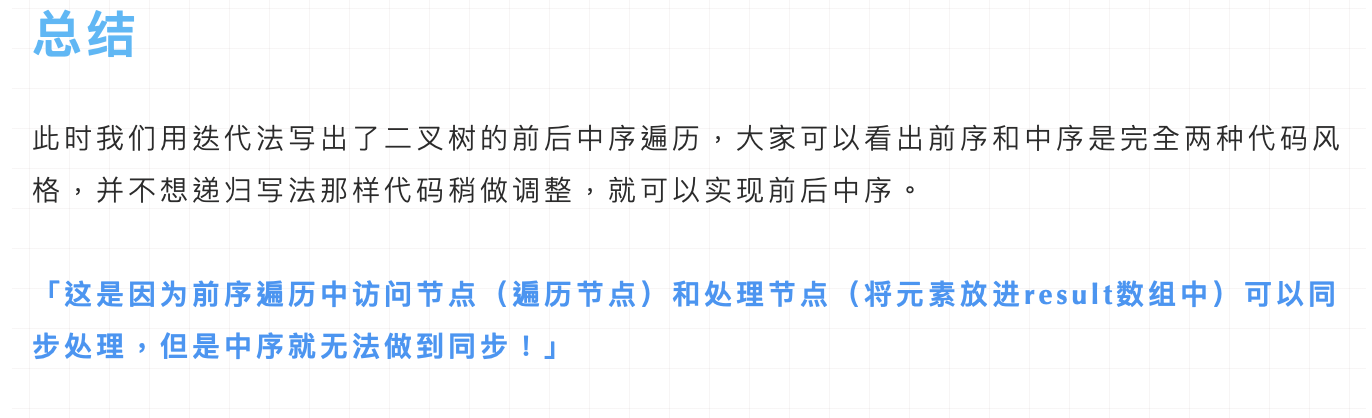 总结
此时我们用迭代法写出了二叉树的前后中序遍历，大家可以看出前序和中序是完全两种代码风
格，并不想递归写法那样代码稍做调整，就可以实现前后中序。
「这是因为前序遍历中访问节点（遍历节点）和处理节点（将元素放进result数组中）可以同
步处理，但是中序就无法做到同步！」